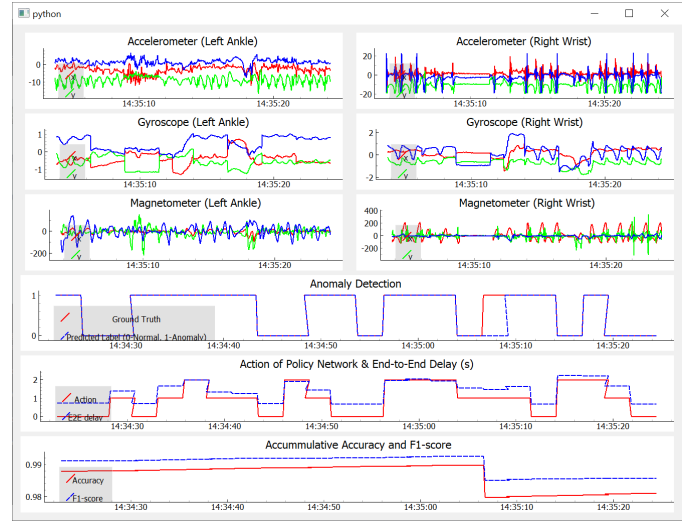 python
Accelerometer (Left Ankle)
0
-10
x
y
14:35:10
14:35:20
Accelerometer (Right Wrist)
20
0
-20
x
y
14:35:10
14:35:20
Gyroscope (Left Ankle)
1
0
-1
x
y
14:35:10
14:35:20
Gyroscope (Right Wrist)
2
0
-2
x
y
14:35:10
14:35:20
Magnetometer (Left Ankle)
0
-200
x
y
14:35:10
14:35:20
Magnetometer (Right Wrist)
400
200
0
-200
x
y
14:35:10
14:35:20
Anomaly Detection
1
0
Ground Truth
Predicted Label (0-Normal, 1-Anomaly)
14:34:30
14:34:40
14:34:50
14:35:00
14:35:10
14:35:20
Action of Policy Network & End-to-End Delay (s)
2
1
0
Action
E2E delay
14:34:30
14:34:40
14:34:50
14:35:00
14:35:10
14:35:20
Accummulative Accuracy and F1-score
0.99
0.98
Accuracy
F1-score
14:34:30
14:34:40
14:34:50
14:35:00
14:35:10
14:35:20